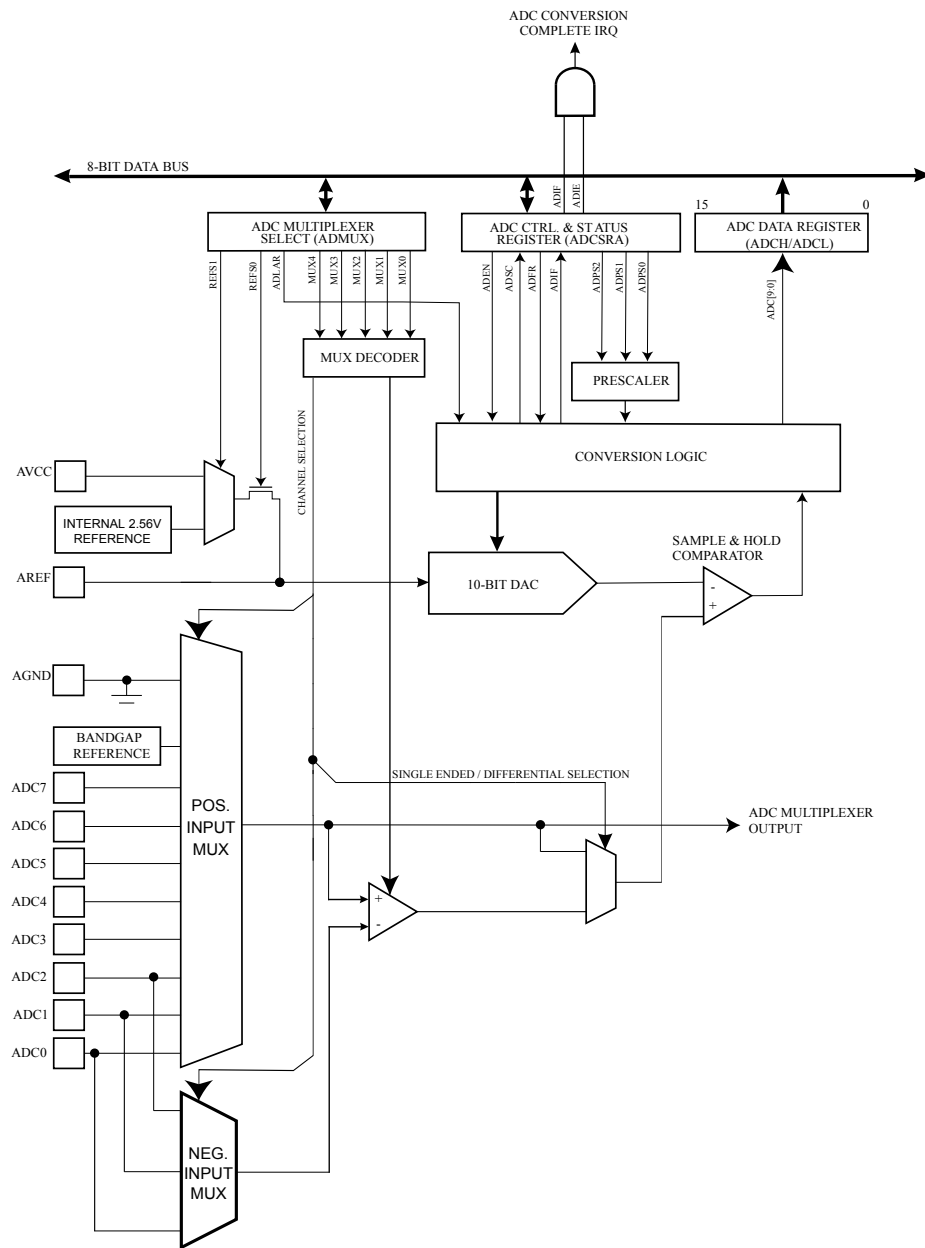 ADC CONVERSION
COMPLETE IRQ
8-BIT DATA BUS
ADIF
ADIE
15
0
ADC MULTIPLEXER
SELECT (ADMUX)
ADC CTRL. & STATUS
REGISTER (ADCSRA)
ADC DATA REGISTER
(ADCH/ADCL)
REFS1
REFS0
ADLAR
MUX4
MUX3
MUX2
MUX1
MUX0
ADEN
ADSC
ADFR
ADIF
ADPS2
ADPS1
ADPS0
ADC[9:0]
MUX DECODER
PRESCALER
CHANNEL SELECTION
CONVERSION LOGIC
AVCC
INTERNAL 2.56V
REFERENCE
SAMPLE & HOLD
COMPARATOR
AREF
10-BIT DAC
-
+
AGND
BANDGAP
REFERENCE
SINGLE ENDED / DIFFERENTIAL SELECTION
ADC7
ADC6
ADC5
ADC4
ADC3
ADC2
ADC1
ADC0
POS.
INPUT
MUX
ADC MULTIPLEXER
OUTPUT
+
-
NEG.
INPUT
MUX